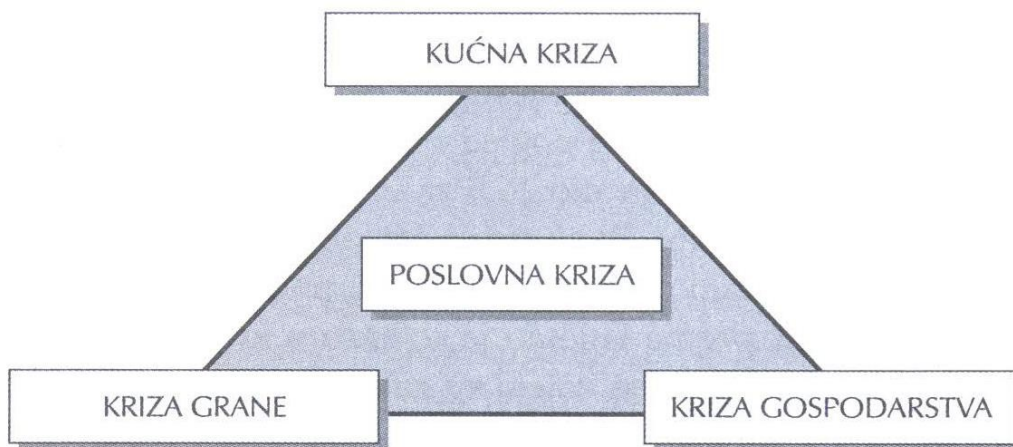 KUĆNA KRIZA
POSLOVNA KRIZA
KRIZA GRANE
KRIZA GOSPODARSTVA